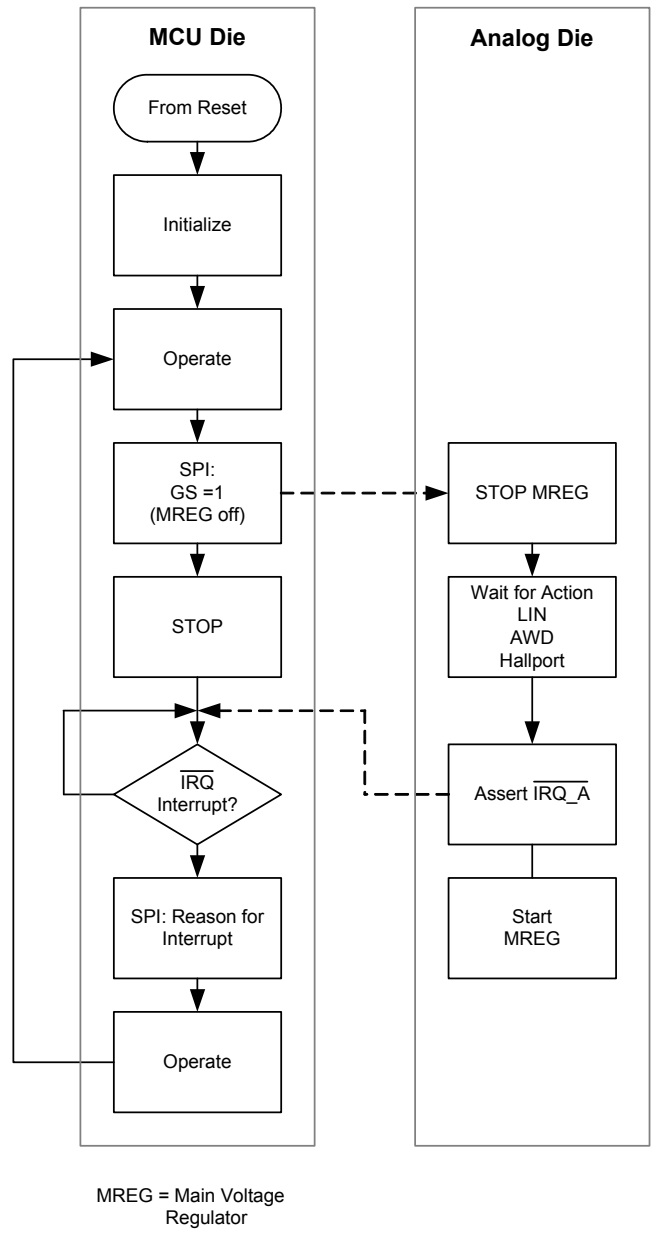 MCU Die
From Reset
Initialize
Operate
SPI:
GS =1
(MREG off)
STOP
IRQ
Interrupt?
SPI: Reason for
Interrupt
Operate
Analog Die
STOP MREG
Wait for Action
LIN
AWD
Hallport
Assert IRQ_A
Start
MREG
MREG = Main Voltage
Regulator